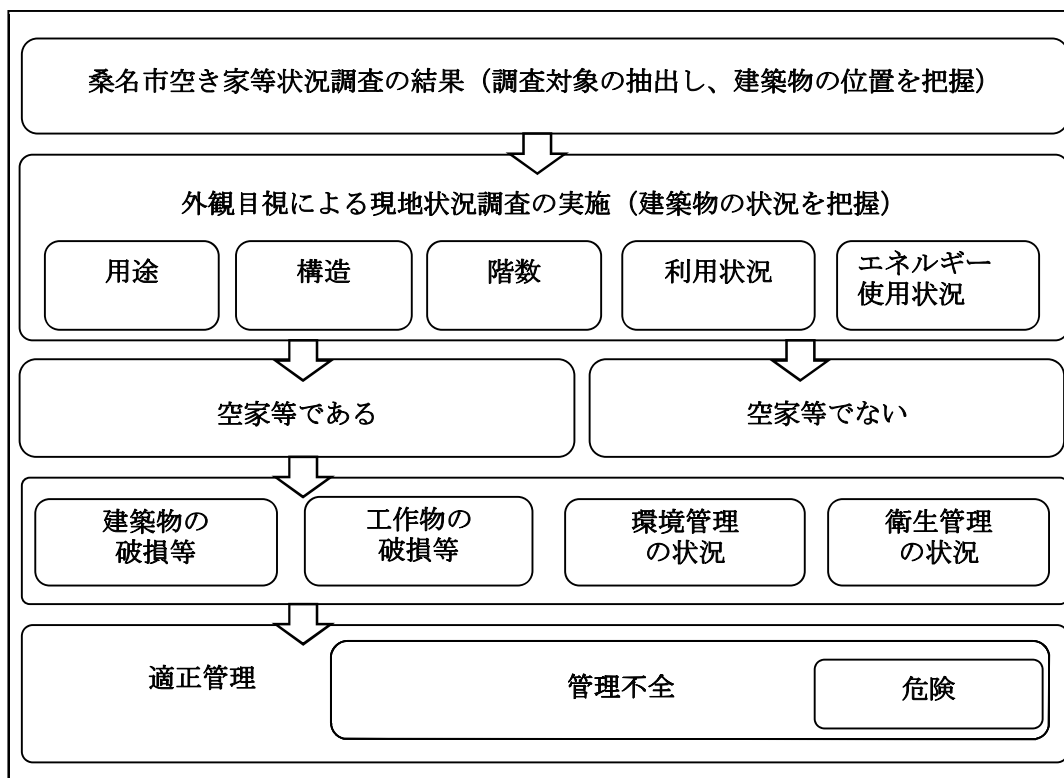 桑名市空き家等状況調査の結果（調査対象の抽出し、建築物の位置を把握）
外観目視による現地状況調査の実施（建築物の状況を把握）
用途
構造
階数
利用状況
エネルギー
使用状況
空家等である
空家等でない
建築物の
破損等
工作物の
破損等
環境管理
の状況
衛生管理
の状況
適正管理
管理不全
危険